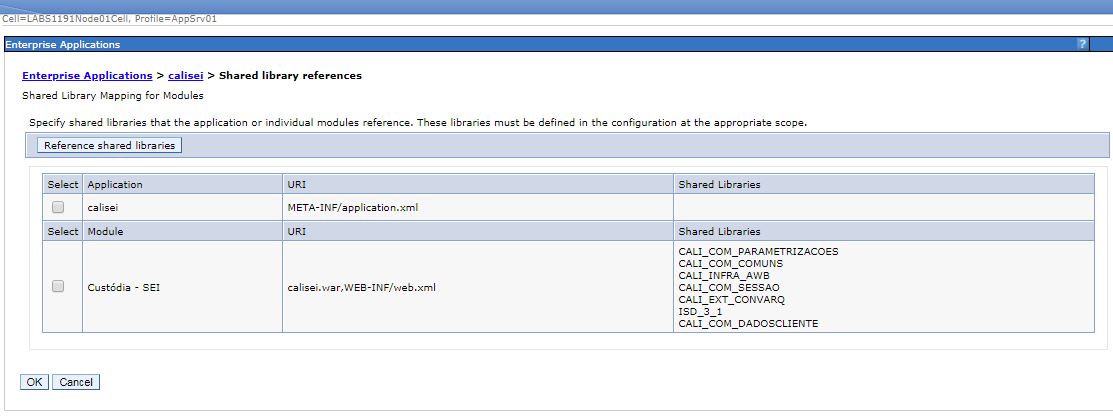 Cell=LABS1191Node01Cell, Profile=AppSrv01
Enterprise Applications ?
Enterprise Applications > calisei > Shared library references
Shared Library Mapping for Modules
Specify shared libraries that the application or individual modules reference. These libraries must be defined in the configuration at the appropriate scope.
Reference shared libraries
Select Application URI Shared Libraries
calisei META-INF/application.xml
Select Module URI Shared Libraries
Custódia - SEI calisei.war,WEB-INF/web.xml
CALI_COM_PARAMETRIZACOES
CALI_COM_COMUNS
CALI_INFRA_AWB
CALI_COM_SESSAO
CALI_EXT_CONVARQ
ISD_3_1
CALI_COM_DADOSCLIENTE
OK Cancel